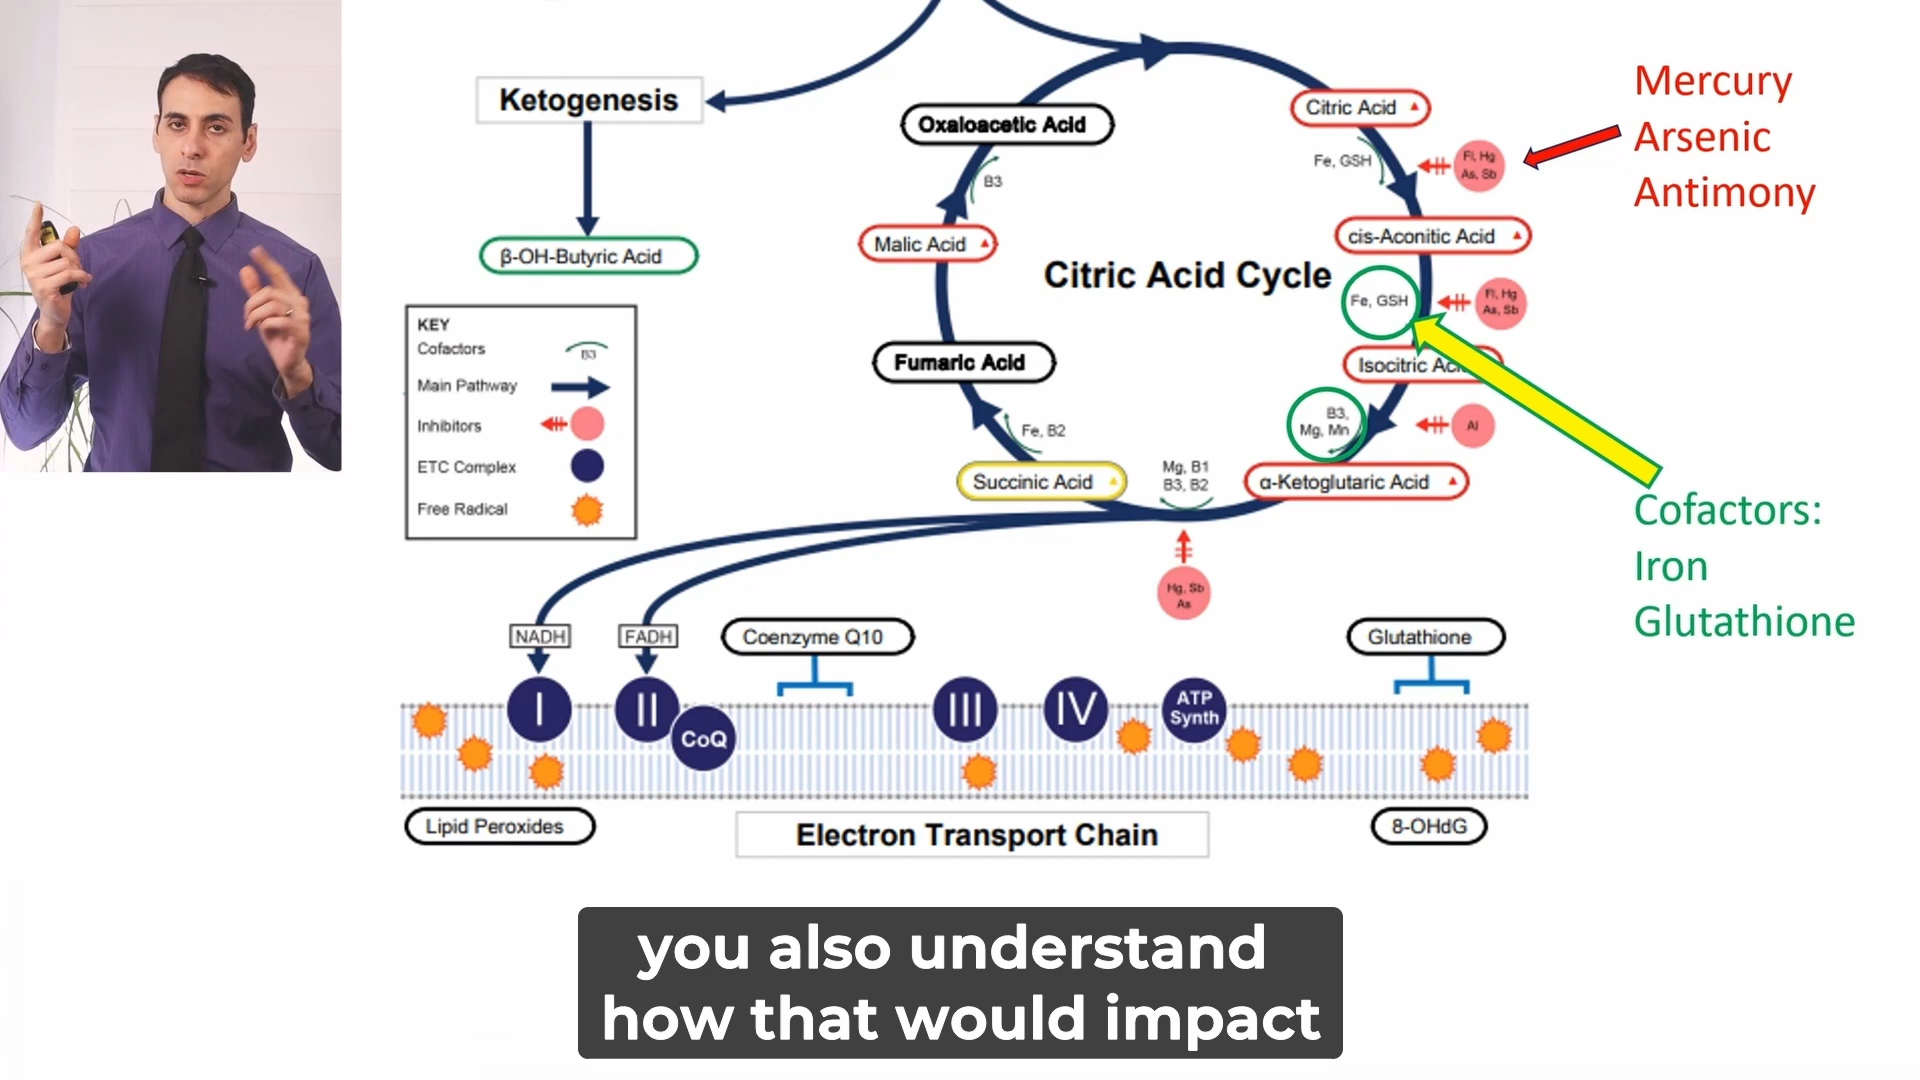 Ketogenesis
β-OH-Butyric Acid
KEY
Cofactors
B3
Main Pathway
Inhibitors
ETC Complex
Free Radical
Citric Acid Cycle
Oxaloacetic Acid
B3
Malic Acid
Fumaric Acid
Fe, B2
Succinic Acid
Mg, B1
B3, B2
Hg, Sb
As
Citric Acid
Fe, GSH
Fl, Hg
As, Sb
cis-Aconitic Acid
Fe, GSH
Fl, Hg
As, Sb
Isocitric
B3,
Mg, Mn
Al
α-Ketoglutaric Acid
Mercury
Arsenic
Antimony
Cofactors:
Iron
Glutathione
NADH
FADH
Coenzyme Q10
Glutathione
I
II
CoQ
III
IV
ATP
Synth
Lipid Peroxides
Electron Transport Chain
8-OHdG
you also understand
how that would impact